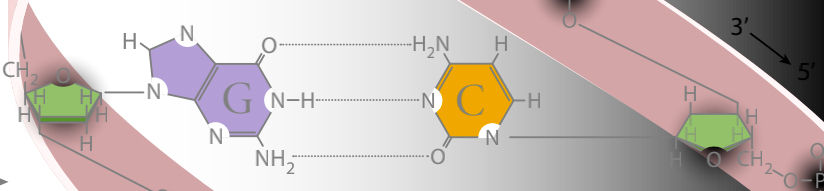 O
3’
5’
H N O H₂N H
CH₂ O
H H N G N–H N C H
H H H H
H N NH₂ O N H H H
H O CH₂ O
O–P